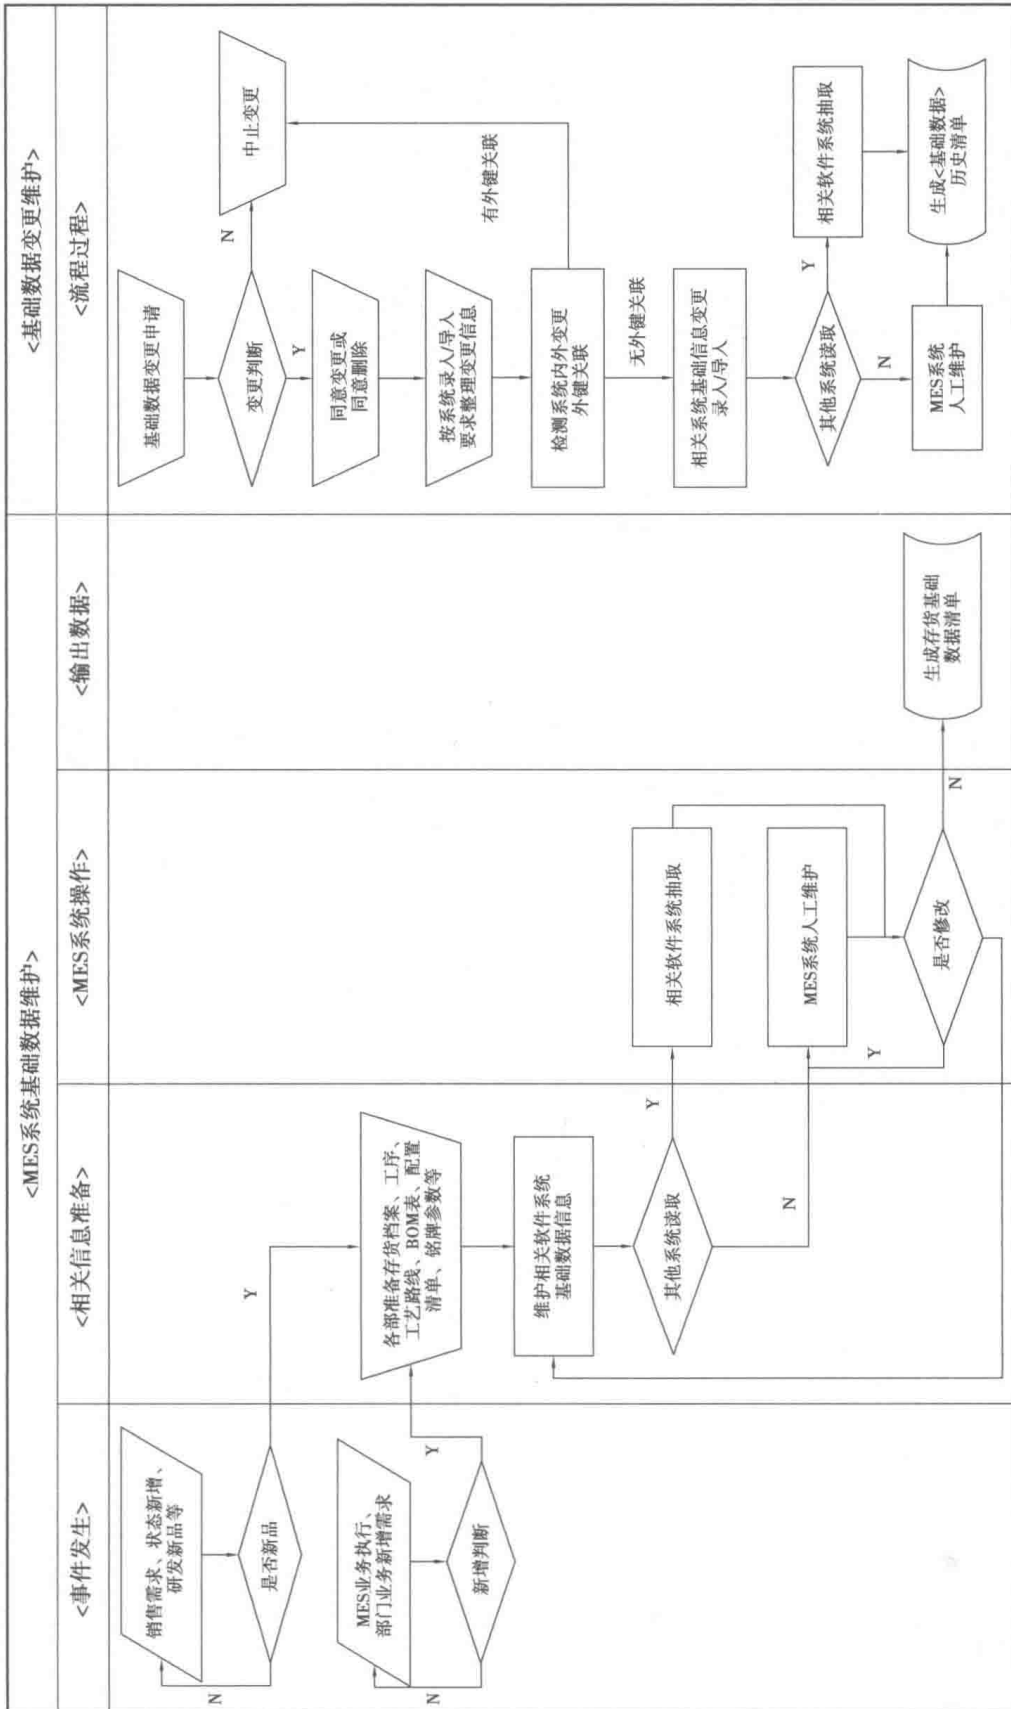 <MES系统基础数据维护>
<基础数据变更维护>
<事件发生>
<相关信息准备>
<MES系统操作>
<输出数据>
<流程过程>
销售需求、状态新增、
研发新品等
是否新品
N
Y
MES业务执行、
部门业务新增需求
新增判断
N
Y
各部准备存货档案、工序、
工艺路线、BOM表、配置
清单、铭牌参数等
维护相关软件系统
基础数据信息
其他系统读取
Y
N
相关软件系统抽取
MES系统人工维护
Y
是否修改
N
生成存货基础
数据清单
基础数据变更申请
变更判断
N
中止变更
Y
同意变更或
同意删除
按系统录入/导入
要求整理变更信息
检测系统内外变更
外键关联
有外键关联
无外键关联
相关系统基础信息变更
录入/导入
其他系统读取
Y
相关软件系统抽取
N
MES系统
人工维护
生成<基础数据>
历史清单